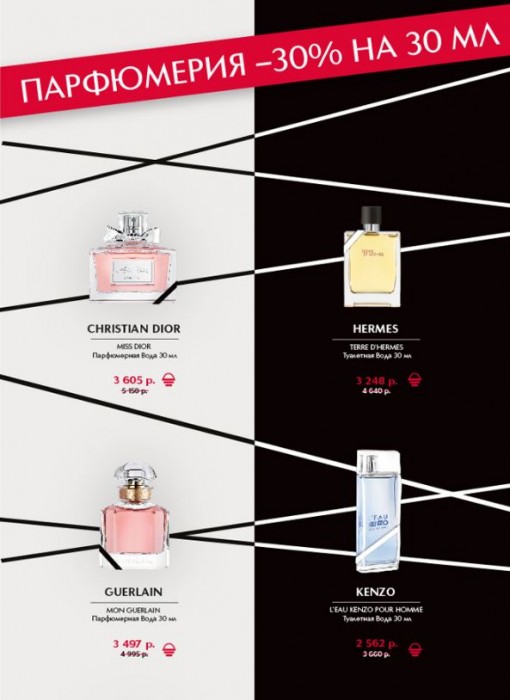 ПАРФЮМЕРИЯ –30% НА 30 МЛ
CHRISTIAN DIOR
MISS DIOR
Парфюмерная Вода 30 мл
3 605 р.
5 150 р.
HERMES
TERRE D'HERMES
Туалетная Вода 30 мл
3 248 р.
4 640 р.
GUERLAIN
MON GUERLAIN
Парфюмерная Вода 30 мл
3 497 р.
4 995 р.
L'EAU
KENZO
KENZO
L'EAU KENZO POUR HOMME
Туалетная Вода 30 мл
2 562 р.
3 660 р.